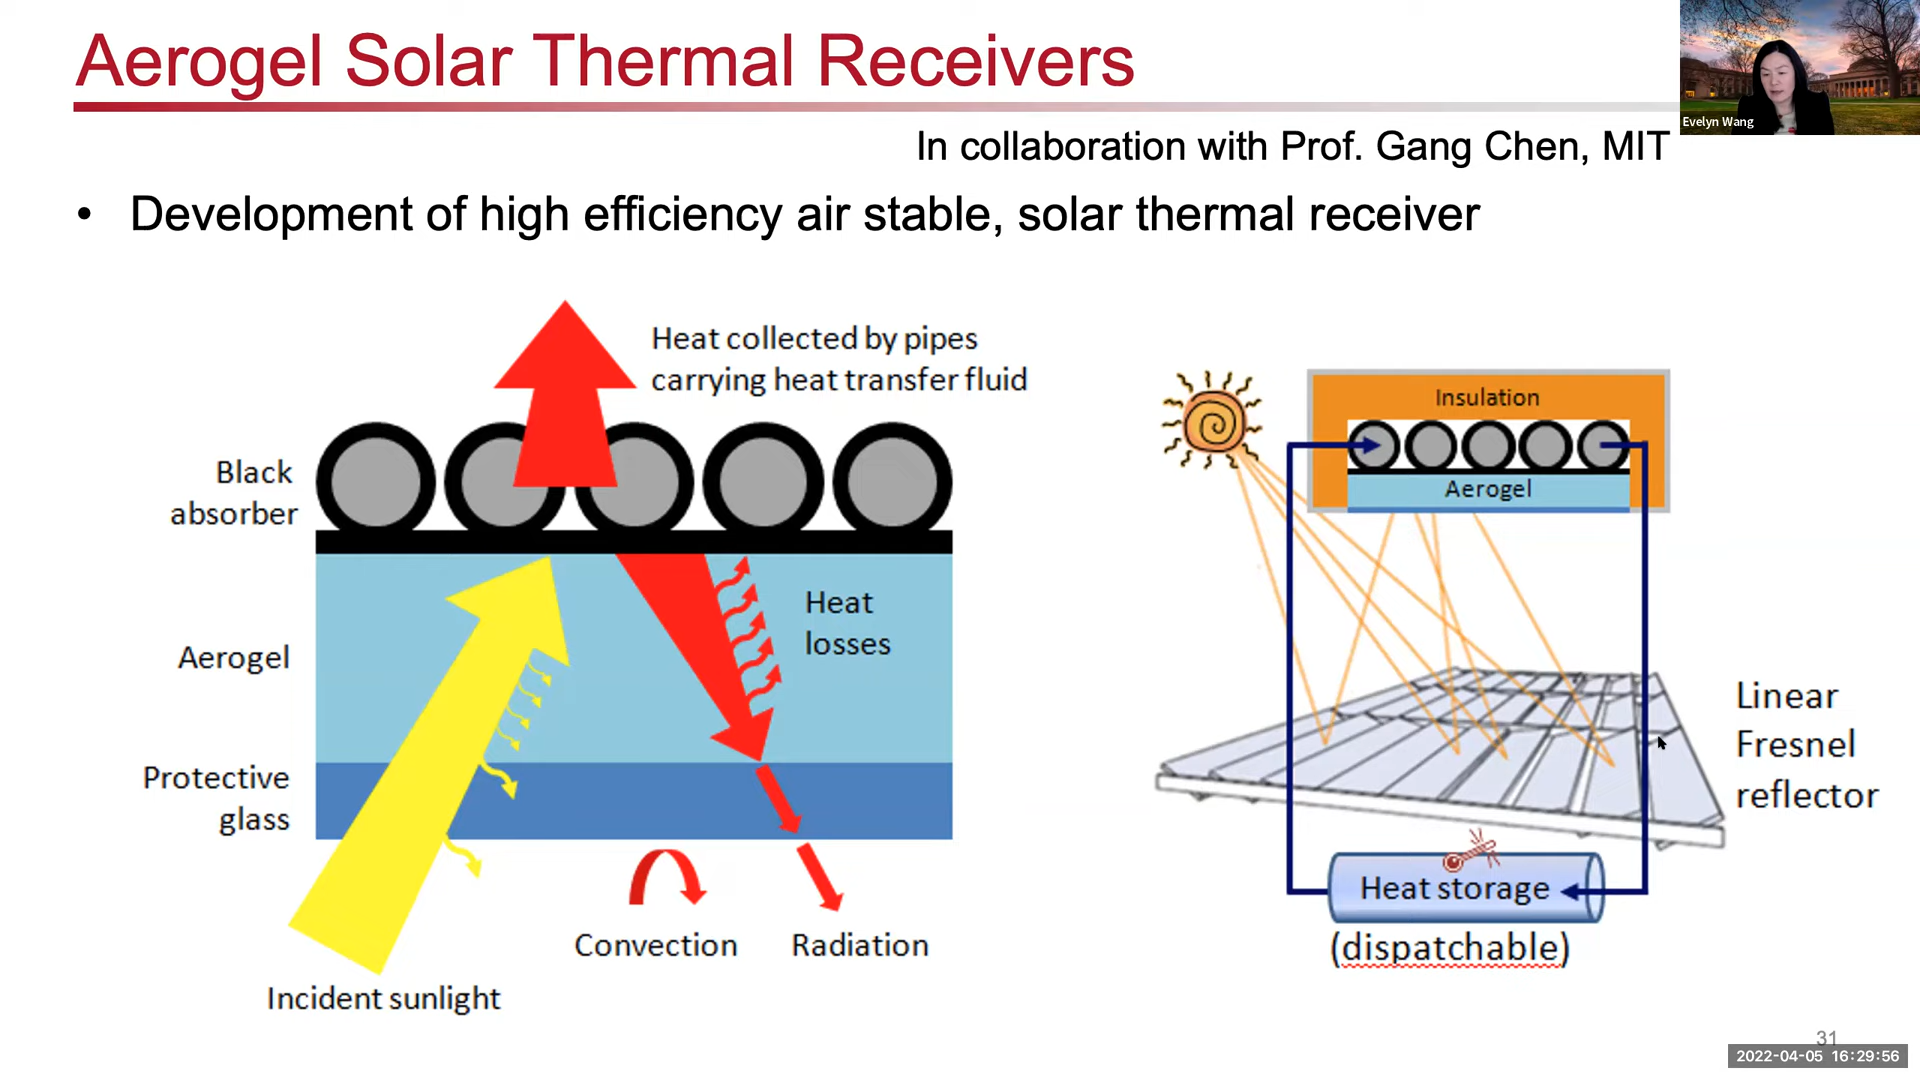 Aerogel Solar Thermal Receivers
Evelyn Wang
In collaboration with Prof. Gang Chen, MIT
• Development of high efficiency air stable, solar thermal receiver
Heat collected by pipes
carrying heat transfer fluid
Black
absorber
Heat
losses
Aerogel
Protective
glass
Convection
Radiation
Incident sunlight
Insulation
Aerogel
Linear
Fresnel
reflector
Heat storage
(dispatchable)
31
2022-04-05 16:29:56